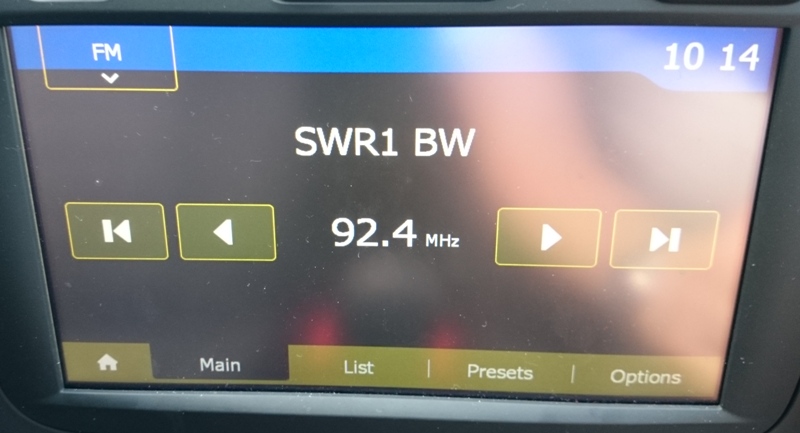 FM
10 14
SWR1 BW
92.4 MHz
Main
List
Presets
Options